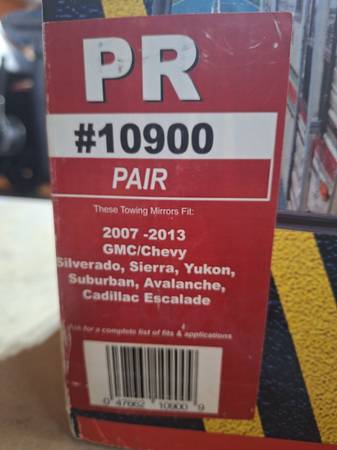 PR
#10900
PAIR
These Towing Mirrors Fit:
2007 -2013
GMC/Chevy
Silverado, Sierra, Yukon,
Suburban, Avalanche,
Cadillac Escalade
Ask for a complete list of fits & applications
0 47662 10900 9